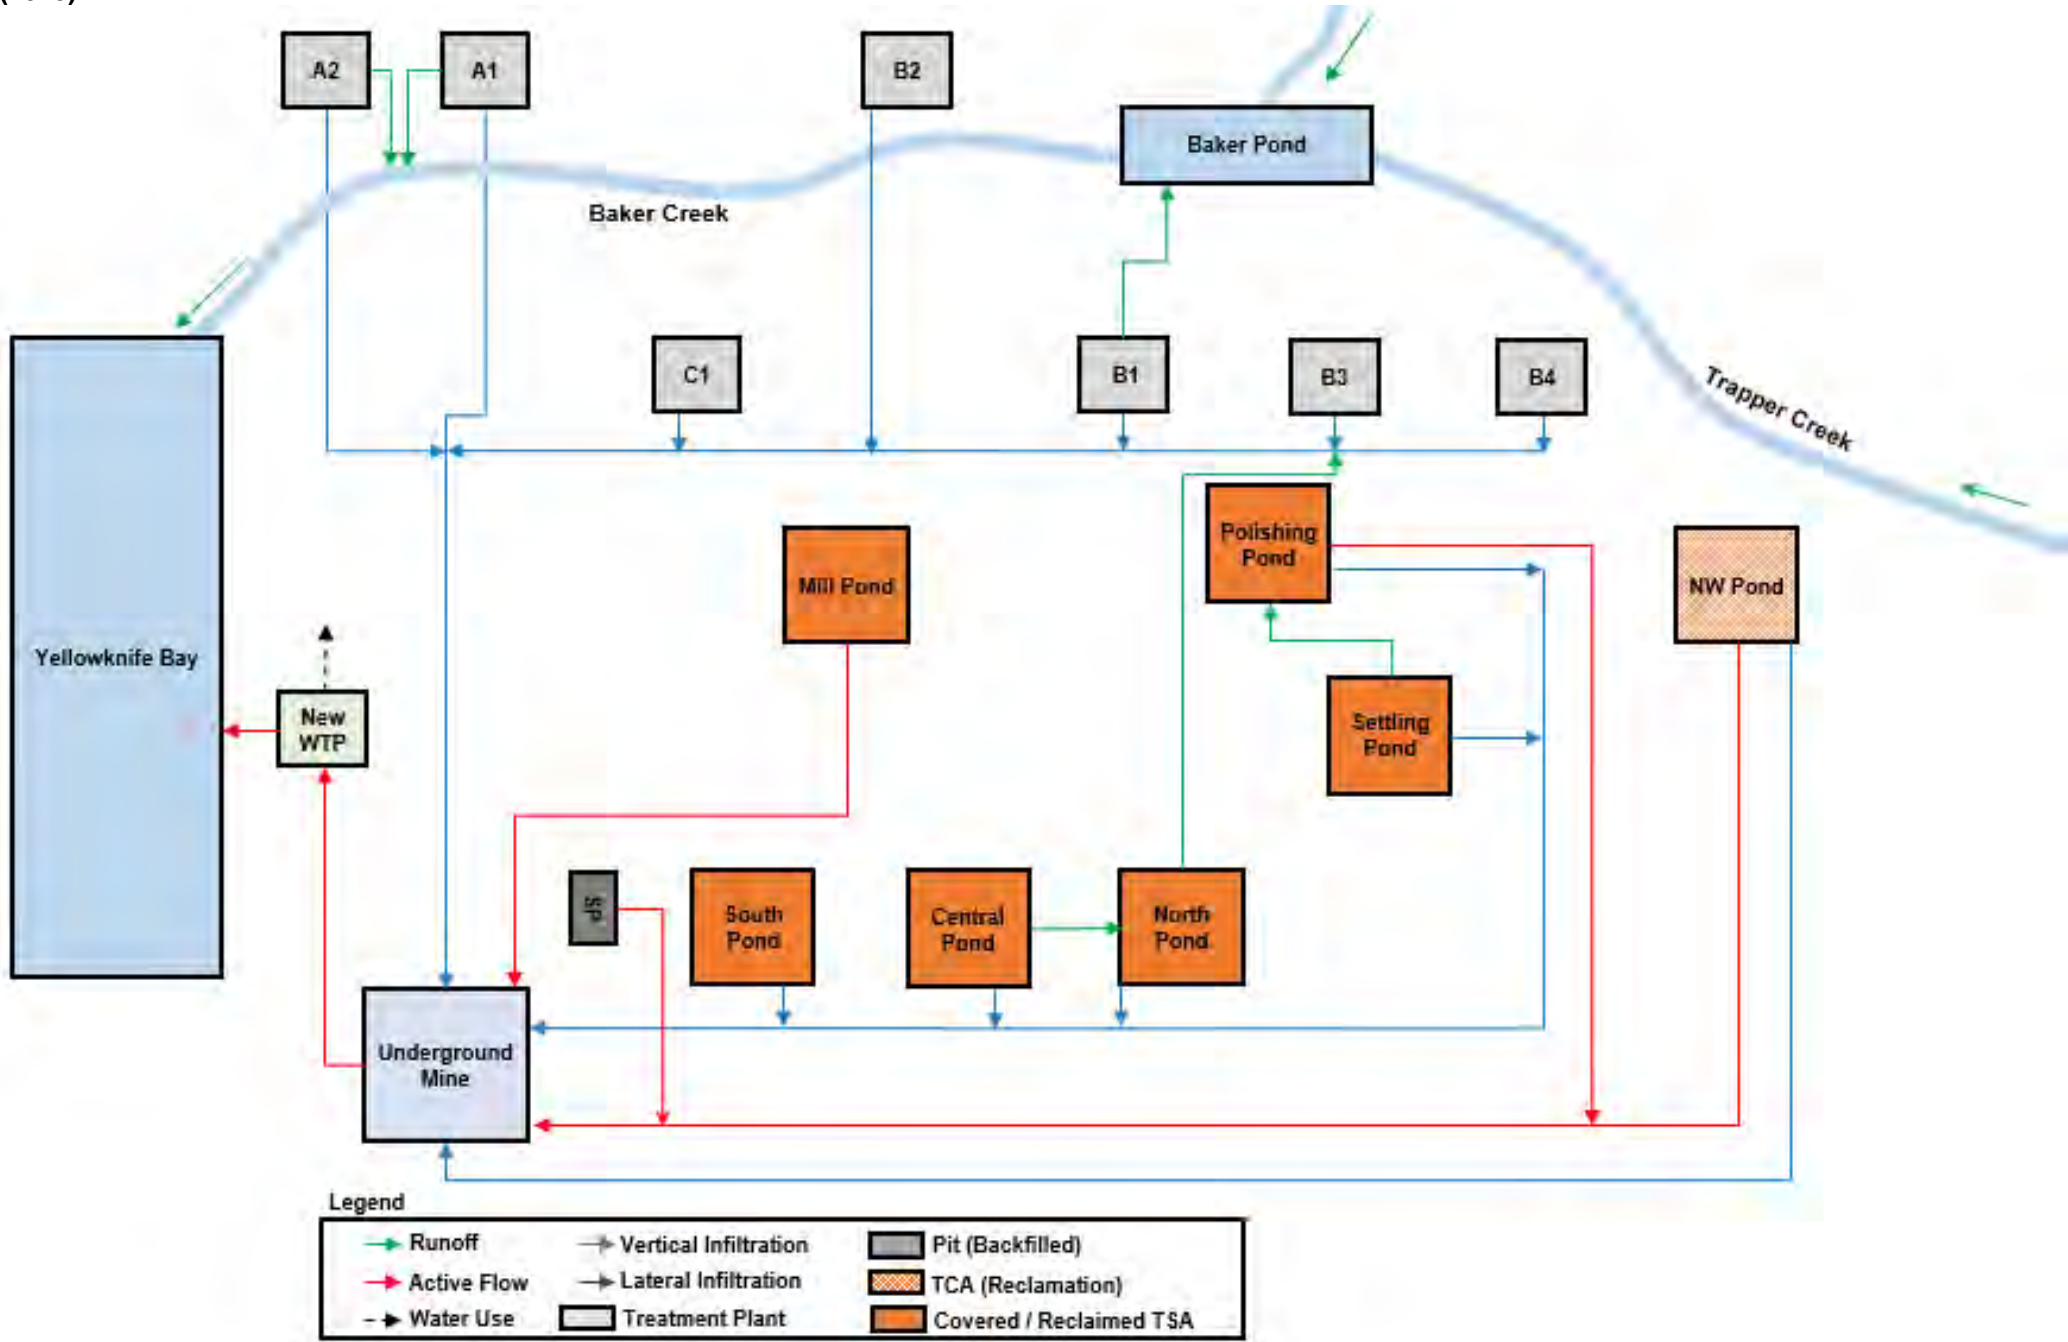 A2
A1
B2
Baker Pond
Baker Creek
C1
B1
B3
B4
Trapper Creek
Polishing
Pond
Mill Pond
NW Pond
Yellowknife Bay
New
WTP
Settling
Pond
SP
South
Pond
Central
Pond
North
Pond
Underground
Mine
Legend
Runoff
Vertical Infiltration
Pit (Backfilled)
Active Flow
Lateral Infiltration
TCA (Reclamation)
Water Use
Treatment Plant
Covered / Reclaimed TSA